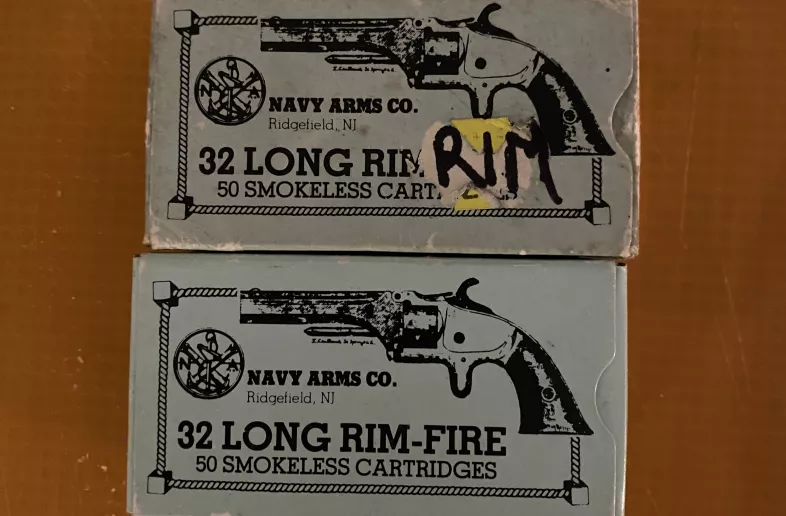 NAVY ARMS CO.
Ridgefield, NJ
32 LONG RIM
RIM
50 SMOKELESS
NAVY ARMS CO.
Ridgefield, NJ
32 LONG RIM-FIRE
50 SMOKELESS CARTRIDGES